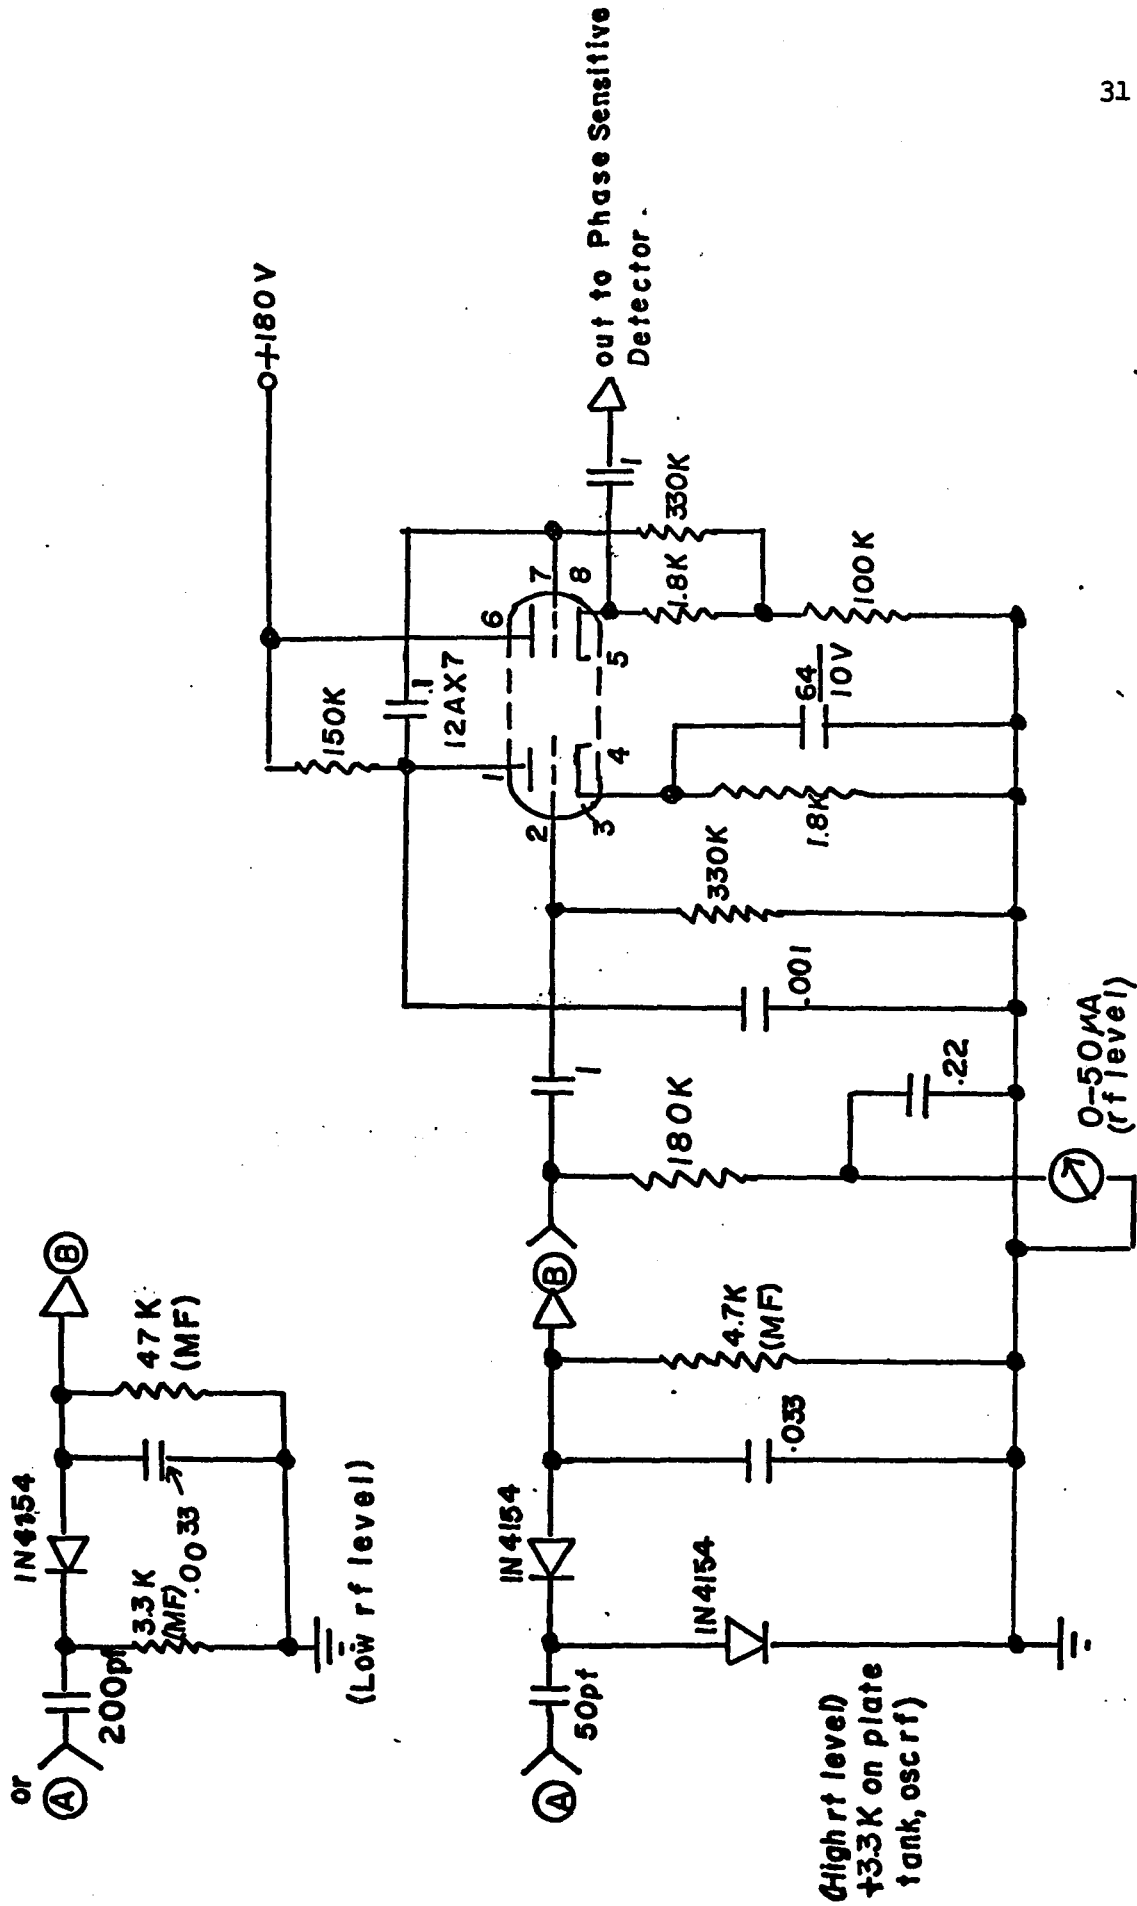 31
or
A
200pf
1N4154
3.3K
(MF)
.0033
47K
(MF)
B
(Low rf level)
o+180V
150K
.1
12AX7
1
2
3
4
5
6
7
8
1
out to Phase Sensitive
Detector.
330K
1.8K
100K
64
10V
1.8K
330K
.001
1
180K
.22
0-50µA
(rf level)
A
50pf
1N4154
1N4154
.033
4.7K
(MF)
B
(High rf level)
+3.3K on plate
tank, osc rf)